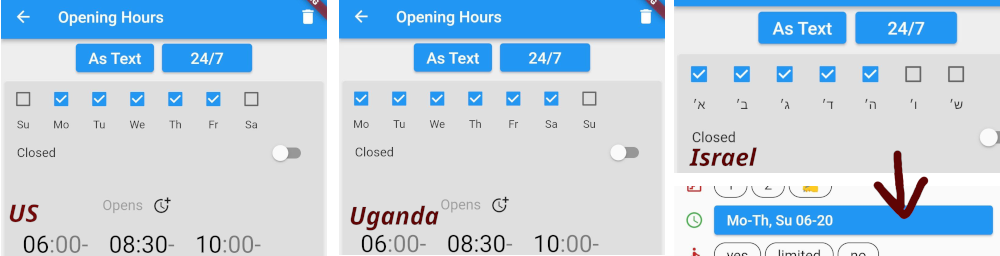 Opening Hours
As Text
24/7
Su Mo Tu We Th Fr Sa
Closed
US
Opens
06:00- 08:30- 10:00-
Opening Hours
As Text
24/7
Mo Tu We Th Fr Sa Su
Closed
Uganda
Opens
06:00- 08:30- 10:00-
As Text
24/7
א׳ ב׳ ג׳ ד׳ ה׳ ו׳ ש׳
Closed
Israel
Mo-Th, Su 06-20
yes limited no